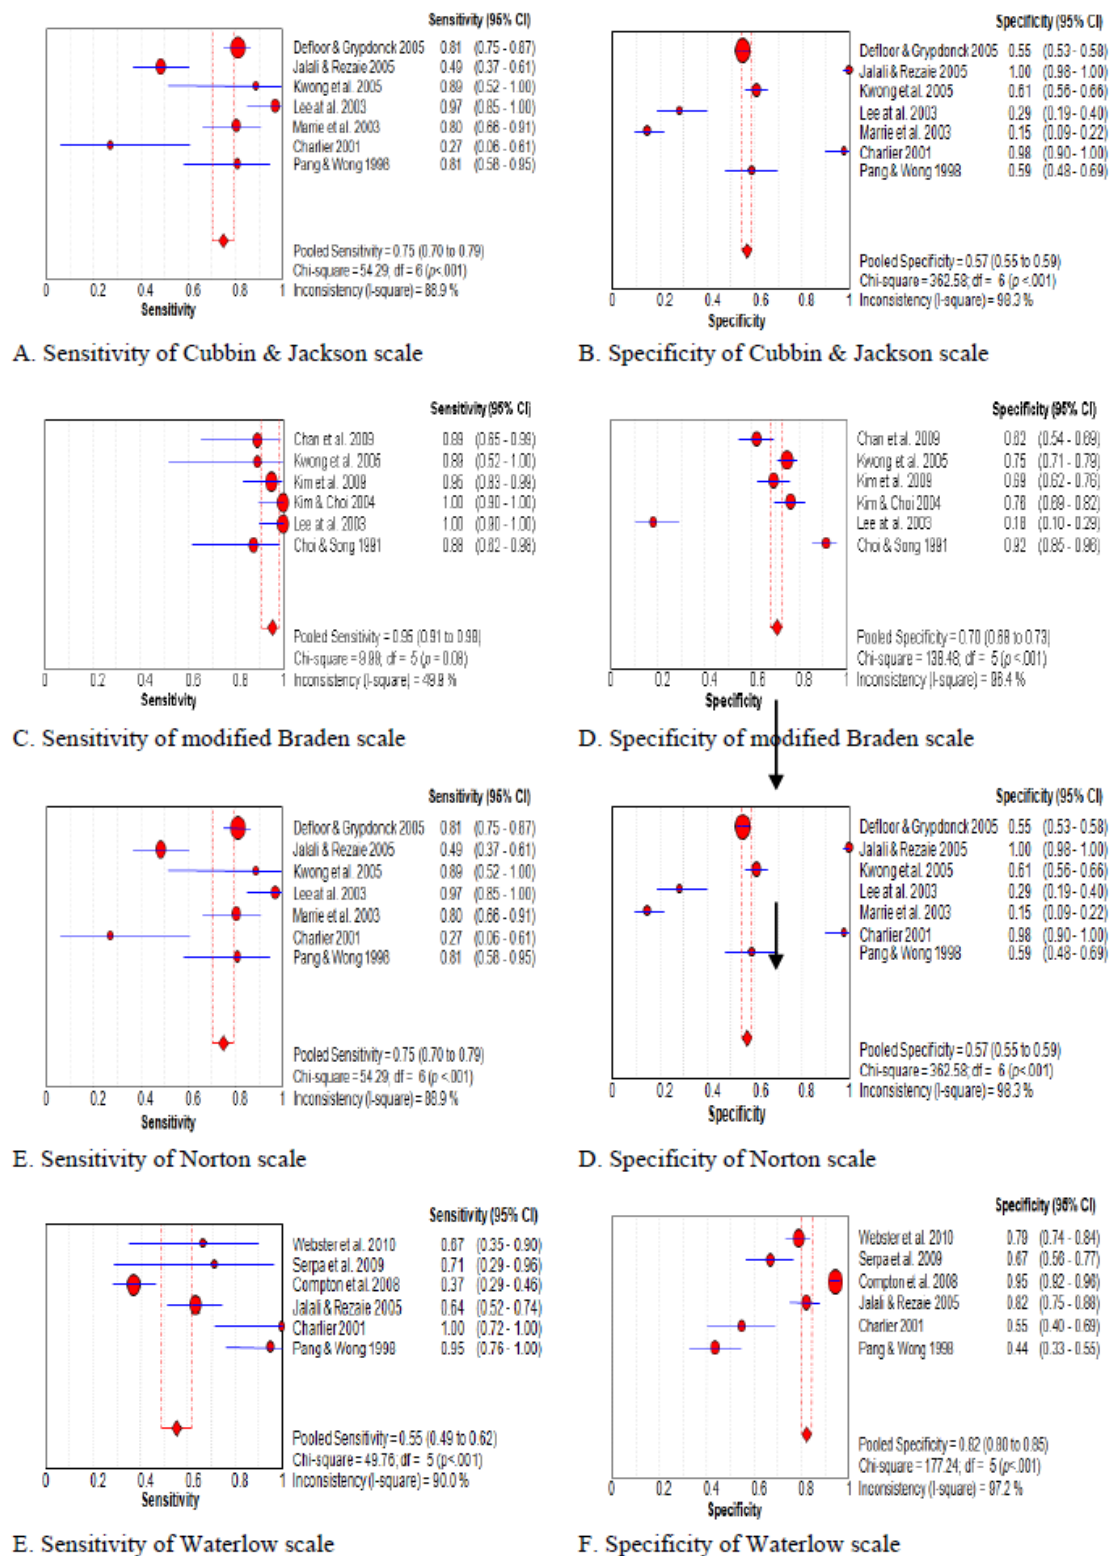 Sensitivity (95% CI)
Defloor & Grypdonck 2005 0.81 (0.75 - 0.87)
Jalali & Rezaie 2005 0.49 (0.37 - 0.61)
Kwong et al. 2005 0.89 (0.52 - 1.00)
Lee at al. 2003 0.97 (0.85 - 1.00)
Marrie et al. 2003 0.80 (0.66 - 0.91)
Charlier 2001 0.27 (0.06 - 0.61)
Pang & Wong 1998 0.81 (0.58 - 0.95)
Pooled Sensitivity = 0.75 (0.70 to 0.79)
Chi-square = 54.29; df = 6 (p<.001)
Inconsistency (I-square) = 88.9 %
0 0.2 0.4 0.6 0.8 1
Sensitivity
A. Sensitivity of Cubbin & Jackson scale
Specificity (95% CI)
Defloor & Grypdonck 2005 0.55 (0.53 - 0.58)
Jalali & Rezaie 2005 1.00 (0.98 - 1.00)
Kwong et al. 2005 0.61 (0.56 - 0.66)
Lee at al. 2003 0.29 (0.19 - 0.40)
Marrie et al. 2003 0.15 (0.09 - 0.22)
Charlier 2001 0.98 (0.90 - 1.00)
Pang & Wong 1998 0.59 (0.48 - 0.69)
Pooled Specificity = 0.57 (0.55 to 0.59)
Chi-square = 362.58; df = 6 (p <.001)
Inconsistency (I-square) = 98.3 %
0 0.2 0.4 0.6 0.8 1
Specificity
B. Specificity of Cubbin & Jackson scale
Sensitivity (95% CI)
Chan et al. 2009 0.89 (0.65 - 0.99)
Kwong et al. 2005 0.89 (0.52 - 1.00)
Kim et al. 2009 0.95 (0.83 - 0.99)
Kim & Choi 2004 1.00 (0.90 - 1.00)
Lee at al. 2003 1.00 (0.90 - 1.00)
Choi & Song 1991 0.88 (0.62 - 0.98)
Pooled Sensitivity = 0.95 (0.91 to 0.98)
Chi-square = 9.98; df = 5 (p = 0.08)
Inconsistency (I-square) = 49.9 %
0 0.2 0.4 0.6 0.8 1
Sensitivity
C. Sensitivity of modified Braden scale
Specificity (95% CI)
Chan et al. 2009 0.62 (0.54 - 0.69)
Kwong et al. 2005 0.75 (0.71 - 0.79)
Kim et al. 2009 0.69 (0.62 - 0.76)
Kim & Choi 2004 0.76 (0.69 - 0.82)
Lee at al. 2003 0.18 (0.10 - 0.29)
Choi & Song 1991 0.92 (0.85 - 0.96)
Pooled Specificity = 0.70 (0.68 to 0.73)
Chi-square = 138.48; df = 5 (p <.001)
Inconsistency (I-square) = 96.4 %
0 0.2 0.4 0.6 0.8 1
Specificity
D. Specificity of modified Braden scale
Sensitivity (95% CI)
Defloor & Grypdonck 2005 0.81 (0.75 - 0.87)
Jalali & Rezaie 2005 0.49 (0.37 - 0.61)
Kwong et al. 2005 0.89 (0.52 - 1.00)
Lee at al. 2003 0.97 (0.85 - 1.00)
Marrie et al. 2003 0.80 (0.66 - 0.91)
Charlier 2001 0.27 (0.06 - 0.61)
Pang & Wong 1998 0.81 (0.58 - 0.95)
Pooled Sensitivity = 0.75 (0.70 to 0.79)
Chi-square = 54.29; df = 6 (p <.001)
Inconsistency (I-square) = 88.9 %
0 0.2 0.4 0.6 0.8 1
Sensitivity
E. Sensitivity of Norton scale
Specificity (95% CI)
Defloor & Grypdonck 2005 0.55 (0.53 - 0.58)
Jalali & Rezaie 2005 1.00 (0.98 - 1.00)
Kwong et al. 2005 0.61 (0.56 - 0.66)
Lee at al. 2003 0.29 (0.19 - 0.40)
Marrie et al. 2003 0.15 (0.09 - 0.22)
Charlier 2001 0.98 (0.90 - 1.00)
Pang & Wong 1998 0.59 (0.48 - 0.69)
Pooled Specificity = 0.57 (0.55 to 0.59)
Chi-square = 362.58; df = 6 (p<.001)
Inconsistency (I-square) = 98.3 %
0 0.2 0.4 0.6 0.8 1
Specificity
D. Specificity of Norton scale
Sensitivity (95% CI)
Webster et al. 2010 0.67 (0.35 - 0.90)
Serpa et al. 2009 0.71 (0.29 - 0.96)
Compton et al. 2008 0.37 (0.29 - 0.46)
Jalali & Rezaie 2005 0.64 (0.52 - 0.74)
Charlier 2001 1.00 (0.72 - 1.00)
Pang & Wong 1998 0.95 (0.76 - 1.00)
Pooled Sensitivity = 0.55 (0.49 to 0.62)
Chi-square = 49.76; df = 5 (p<.001)
Inconsistency (I-square) = 90.0 %
0 0.2 0.4 0.6 0.8 1
Sensitivity
E. Sensitivity of Waterlow scale
Specificity (95% CI)
Webster et al. 2010 0.79 (0.74 - 0.84)
Serpa et al. 2009 0.67 (0.56 - 0.77)
Compton et al. 2008 0.95 (0.92 - 0.96)
Jalali & Rezaie 2005 0.82 (0.75 - 0.88)
Charlier 2001 0.55 (0.40 - 0.69)
Pang & Wong 1998 0.44 (0.33 - 0.55)
Pooled Specificity = 0.82 (0.80 to 0.85)
Chi-square = 177.24; df = 5 (p<.001)
Inconsistency (I-square) = 97.2 %
0 0.2 0.4 0.6 0.8 1
Specificity
F. Specificity of Waterlow scale